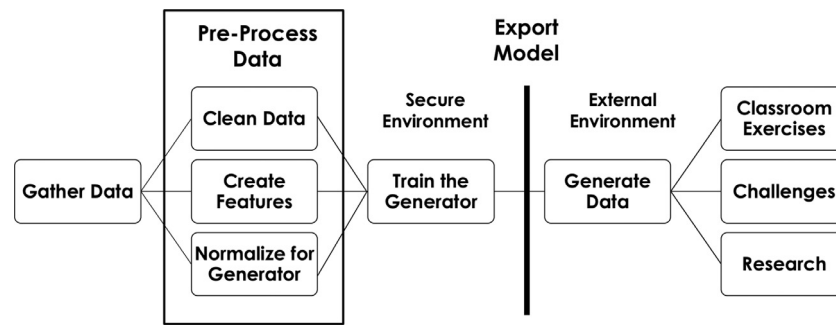 Pre-Process
Data
Export
Model
Secure
Environment
External
Environment
Gather Data
Clean Data
Create
Features
Normalize for
Generator
Train the
Generator
Generate
Data
Classroom
Exercises
Challenges
Research